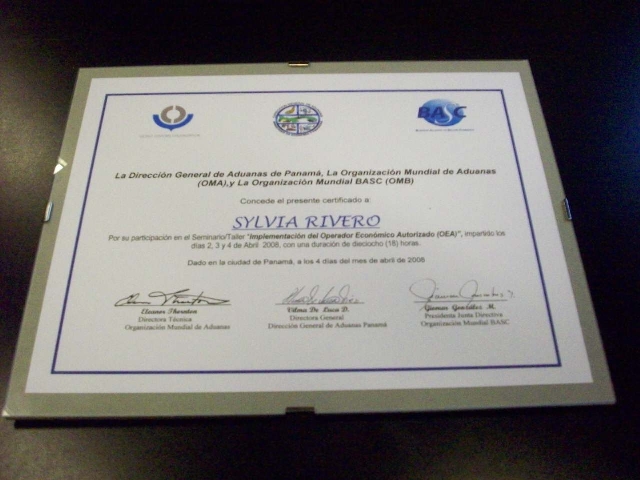 BASC
La Dirección General de Aduanas de Panamá, La Organización Mundial de Aduanas
(OMA),y La Organización Mundial BASC (OMB)
Concede el presente certificado a:
SYLVIA RIVERO
Por su participación en el Seminario/Taller "Implementación del Operador Económico Autorizado (OEA)", impartido los
días 2, 3 y 4 de Abril 2008, con una duración de dieciocho (18) horas.
Dado en la ciudad de Panamá, a los 4 días del mes de abril de 2008
Eleanor Thornton
Directora Técnica
Organización Mundial de Aduanas
Vilma De Luca D.
Directora General
Dirección General de Aduanas Panamá
González M.
Presidenta Junta Directiva
Organización Mundial BASC